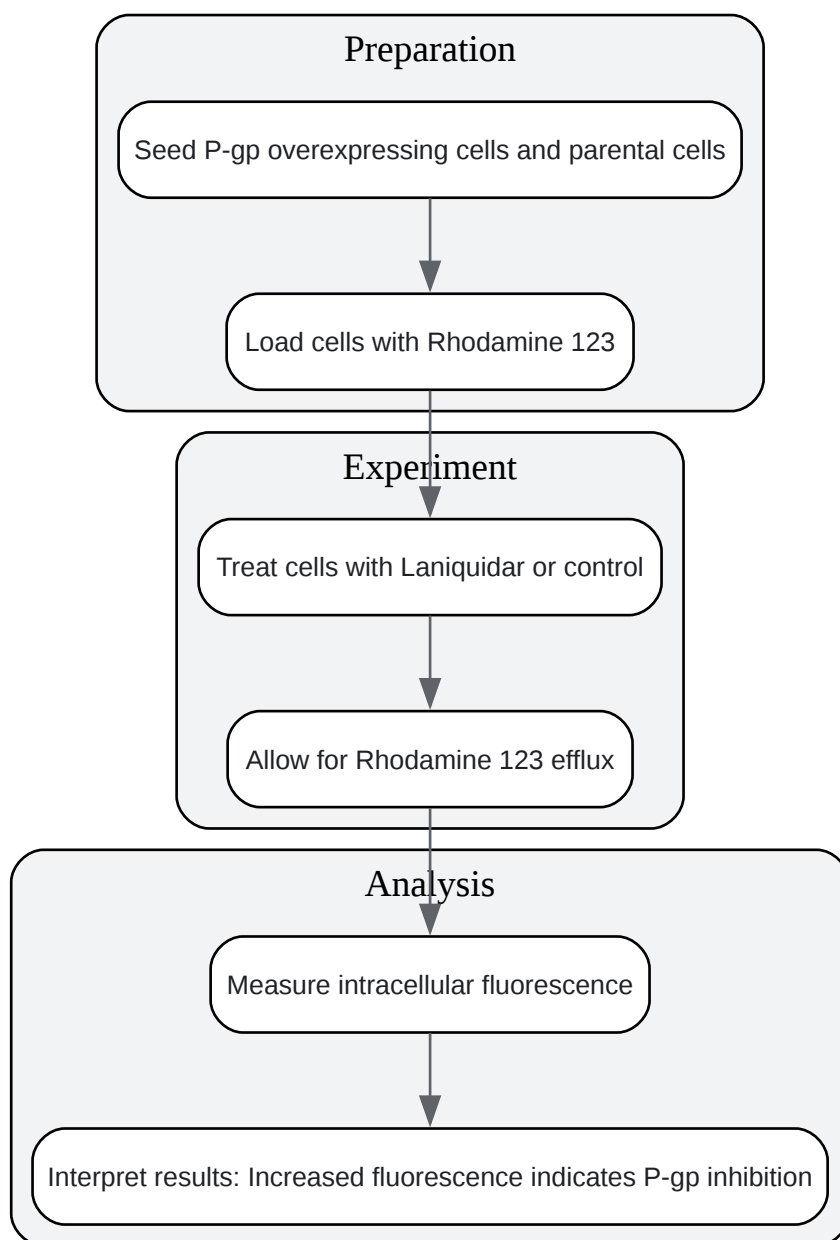 Preparation
Seed P-gp overexpressing cells and parental cells
Load cells with Rhodamine 123
Experiment
Treat cells with Laniquidar or control
Allow for Rhodamine 123 efflux
Analysis
Measure intracellular fluorescence
Interpret results: Increased fluorescence indicates P-gp inhibition